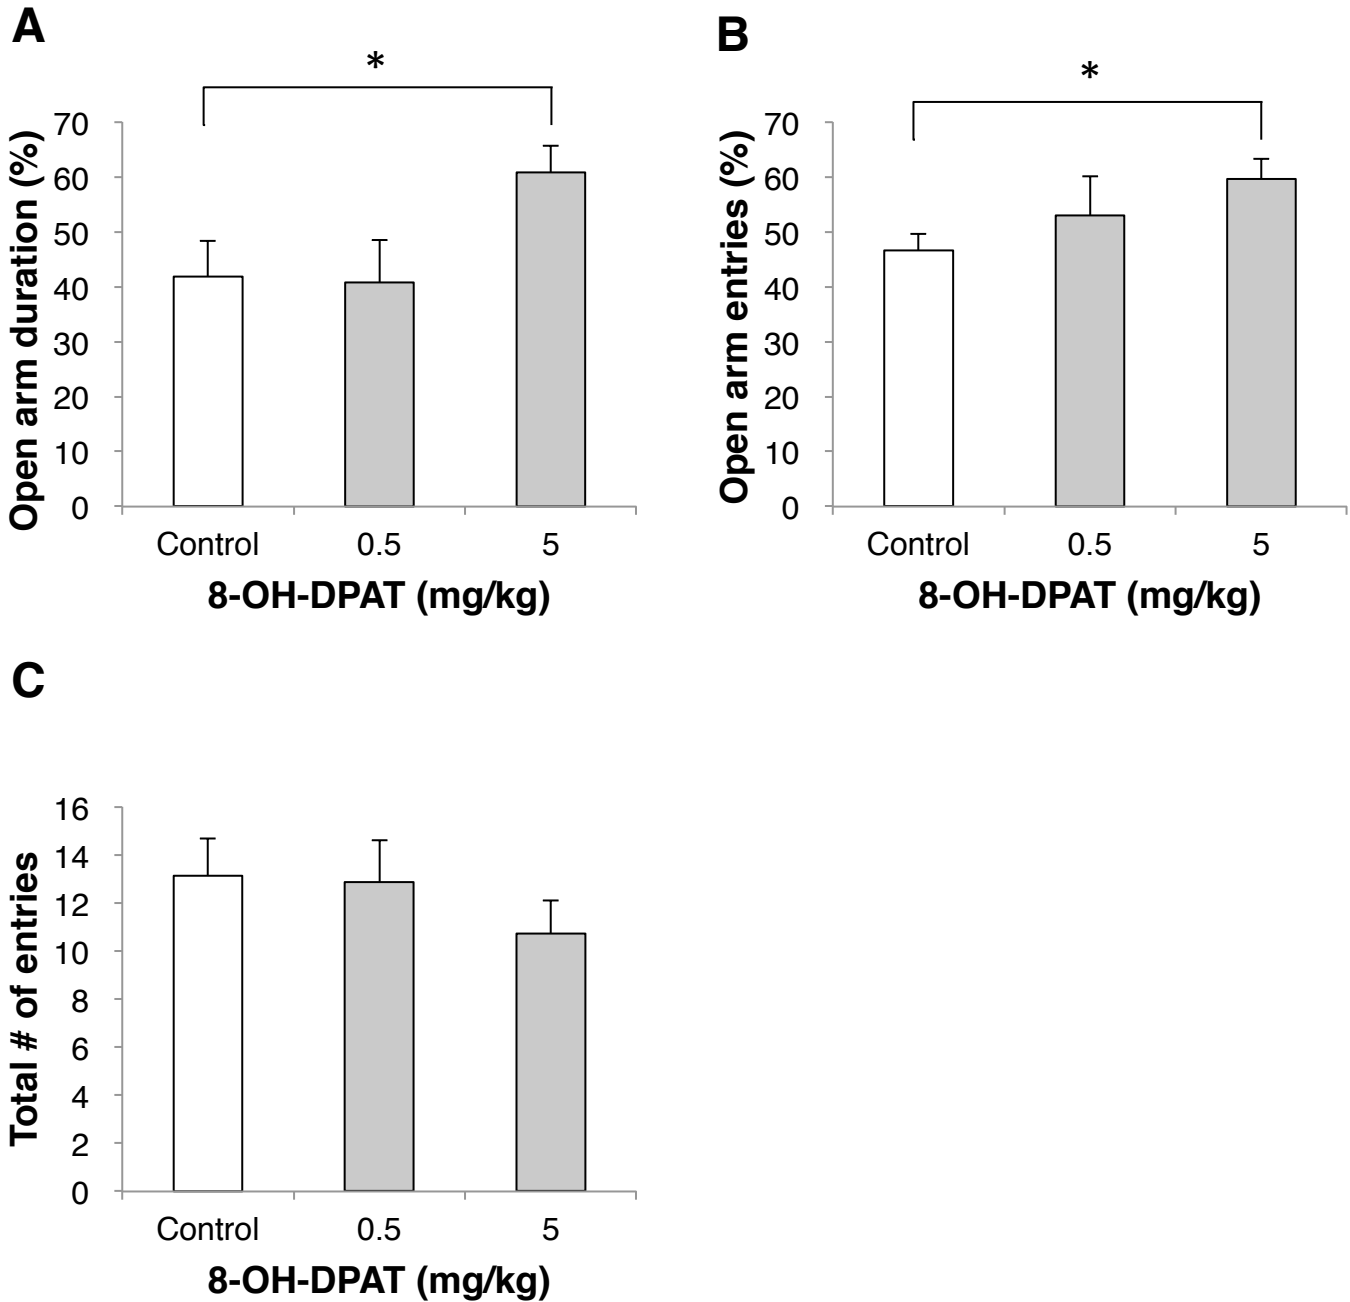 A
*
Open arm duration (%)
70
60
50
40
30
20
10
0
Control 0.5 5
8-OH-DPAT (mg/kg)
B
*
Open arm entries (%)
70
60
50
40
30
20
10
0
Control 0.5 5
8-OH-DPAT (mg/kg)
C
Total # of entries
16
14
12
10
8
6
4
2
0
Control 0.5 5
8-OH-DPAT (mg/kg)